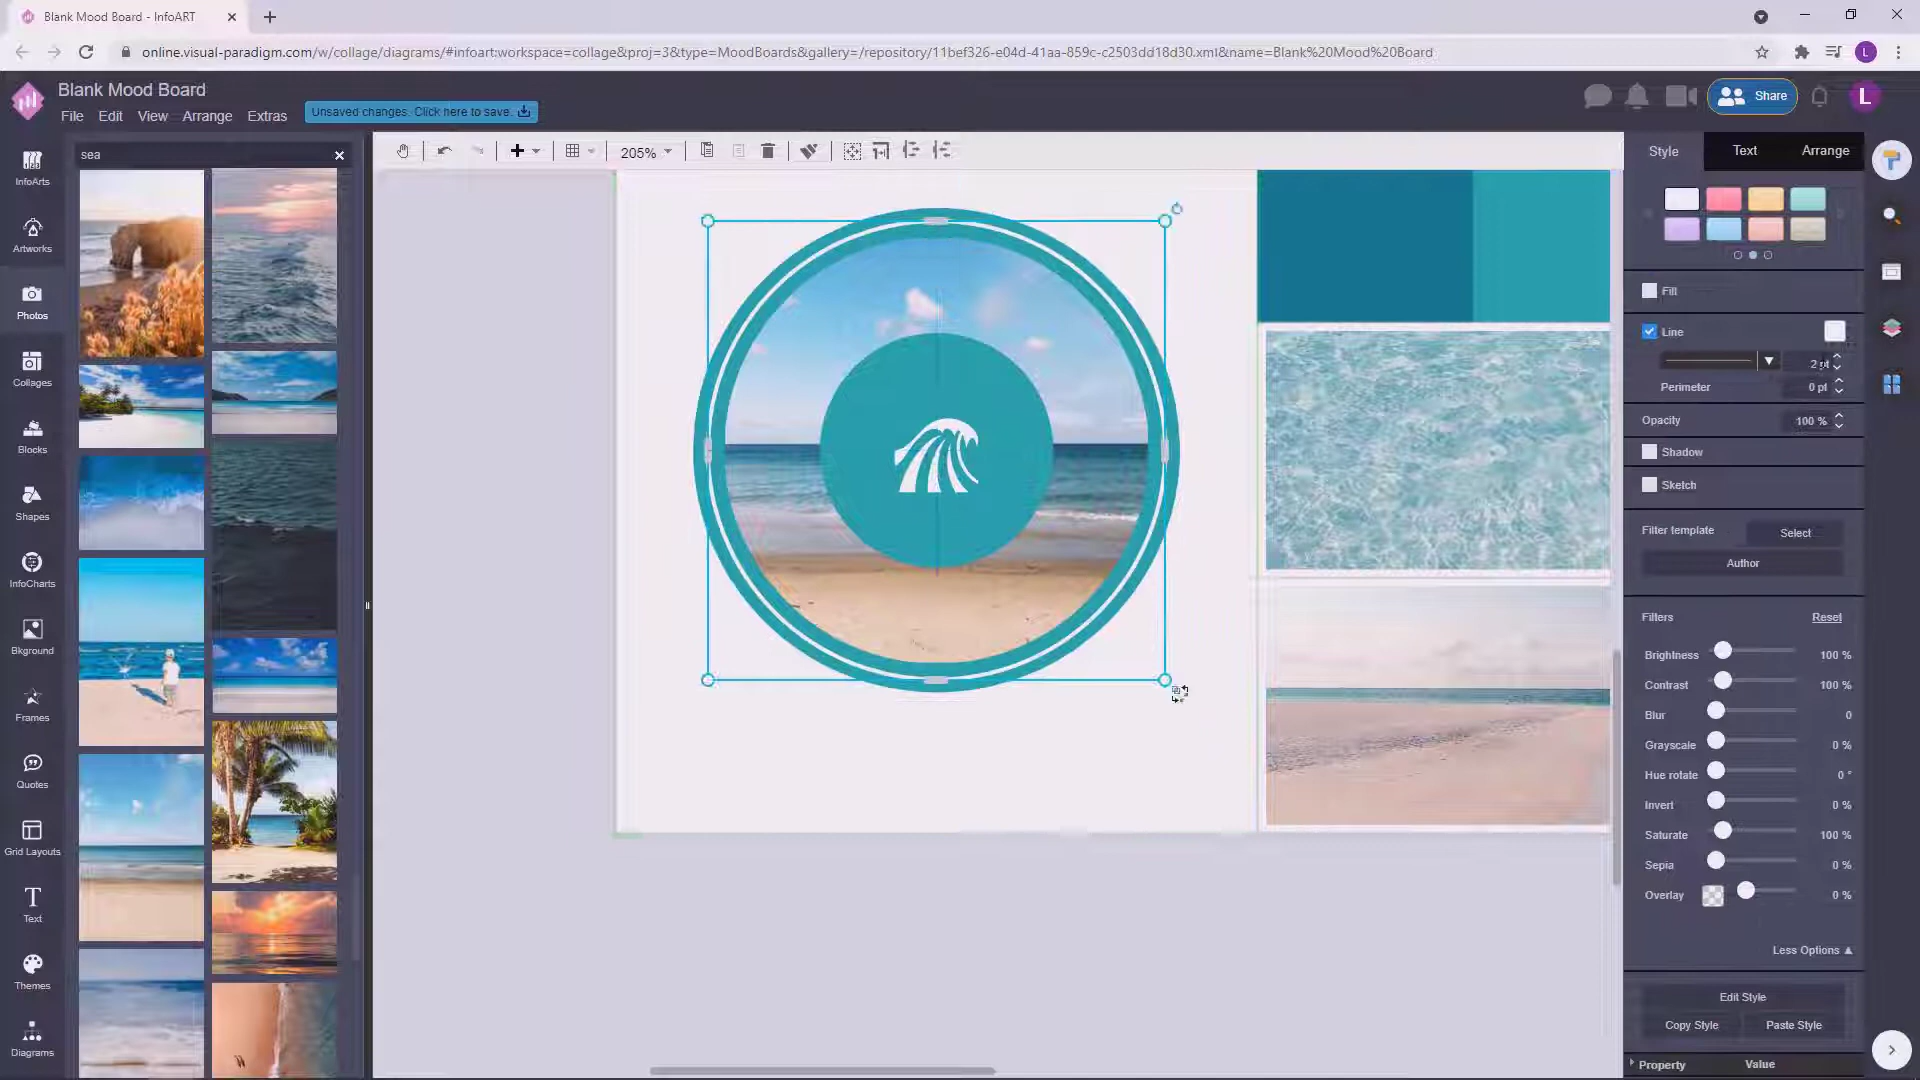 Blank Mood Board - InfoART
online.visual-paradigm.com/w/collage/diagrams/#infoart:workspace=collage&proj=3&type=MoodBoards&gallery=/repository/11bef326-e04d-41aa-859c-c2503dd18d30.xml&name=Blank%20Mood%20Board
L
Blank Mood Board
File Edit View Arrange Extras
Unsaved changes. Click here to save.
Share
L
sea
205%
Style Text Arrange
InfoArts
Artworks
Photos
Collages
Blocks
Shapes
InfoCharts
Bkground
Frames
Quotes
Grid Layouts
T
Text
Themes
Diagrams
Fill
Line
2 pt
Perimeter 0 pt
Opacity 100 %
Shadow
Sketch
Filter template Select
Author
Filters Reset
Brightness 100 %
Contrast 100 %
Blur 0
Grayscale 0 %
Hue rotate 0 °
Invert 0 %
Saturate 100 %
Sepia 0 %
Overlay 0 %
Less Options
Edit Style
Copy Style Paste Style
Property Value